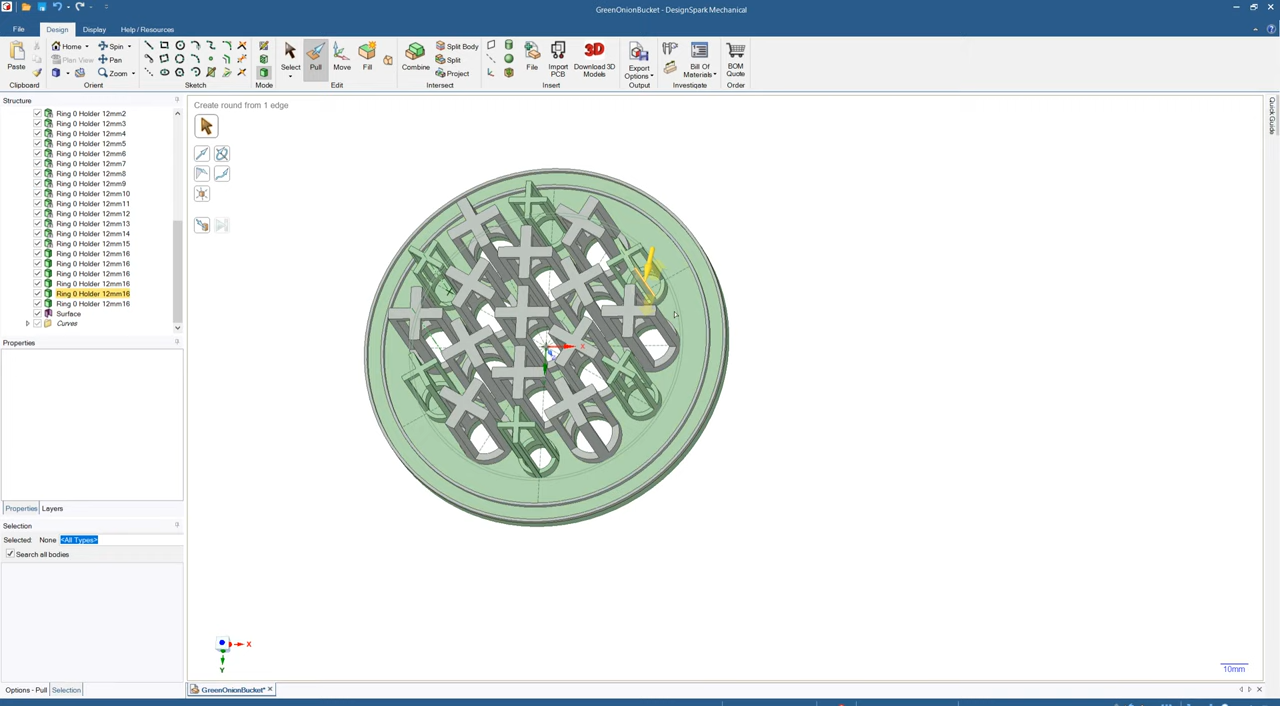 GreenOnionBucket - DesignSpark Mechanical
File Design Display Help / Resources
Paste Home Spin Plan View Pan Zoom Select Pull Move Fill Combine Split Body Split Project File Import PCB Download 3D Models Export Options Bill Of Materials BOM Quote
Clipboard Orient Sketch Mode Edit Intersect Insert Output Investigate Order
Structure
Create round from 1 edge
Quick Guide
Ring 0 Holder 12mm2
Ring 0 Holder 12mm3
Ring 0 Holder 12mm4
Ring 0 Holder 12mm5
Ring 0 Holder 12mm6
Ring 0 Holder 12mm7
Ring 0 Holder 12mm8
Ring 0 Holder 12mm9
Ring 0 Holder 12mm10
Ring 0 Holder 12mm11
Ring 0 Holder 12mm12
Ring 0 Holder 12mm13
Ring 0 Holder 12mm14
Ring 0 Holder 12mm15
Ring 0 Holder 12mm16
Ring 0 Holder 12mm16
Ring 0 Holder 12mm16
Ring 0 Holder 12mm16
Ring 0 Holder 12mm16
Ring 0 Holder 12mm16
Surface
Curves
X
Properties
Properties Layers
Selection
Selected: None <All Types>
Search all bodies
X
Y
10mm
Options - Pull Selection
GreenOnionBucket*